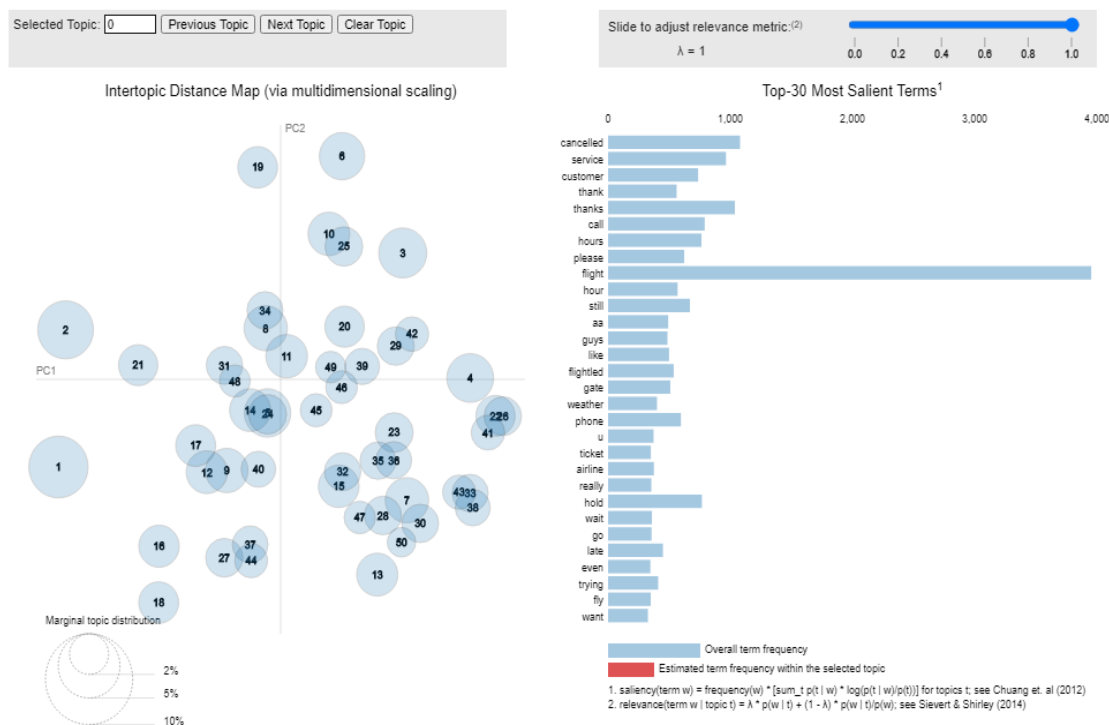 Selected Topic: 0 Previous Topic Next Topic Clear Topic
Slide to adjust relevance metric:(2)
λ = 1
0.0 0.2 0.4 0.6 0.8 1.0
Intertopic Distance Map (via multidimensional scaling)
PC2
PC1
19
6
10
25
3
34
8
2
20
42
29
11
21
31
49
39
48
46
4
14
24
45
22
26
41
23
17
35
36
1
12
9
40
32
15
43
33
38
7
47
28
30
50
16
37
27
44
13
18
Marginal topic distribution
2%
5%
10%
Top-30 Most Salient Terms1
0 1,000 2,000 3,000 4,000
cancelled
service
customer
thank
thanks
call
hours
please
flight
hour
still
aa
guys
like
flightled
gate
weather
phone
u
ticket
airline
really
hold
wait
go
late
even
trying
fly
want
Overall term frequency
Estimated term frequency within the selected topic
1. saliency(term w) = frequency(w) * [sum_t p(t | w) * log(p(t | w)/p(t))] for topics t; see Chuang et. al (2012)
2. relevance(term w | topic t) = λ * p(w | t) + (1 - λ) * p(w | t)/p(w); see Sievert & Shirley (2014)